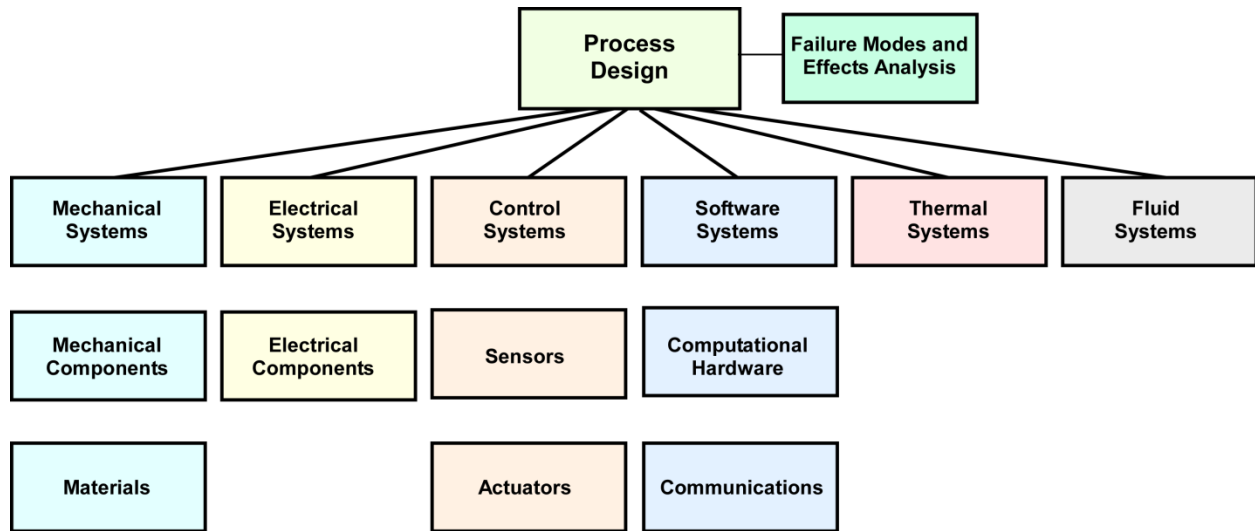 Process
Design
Failure Modes and
Effects Analysis
Mechanical
Systems
Electrical
Systems
Control
Systems
Software
Systems
Thermal
Systems
Fluid
Systems
Mechanical
Components
Electrical
Components
Sensors
Computational
Hardware
Materials
Actuators
Communications